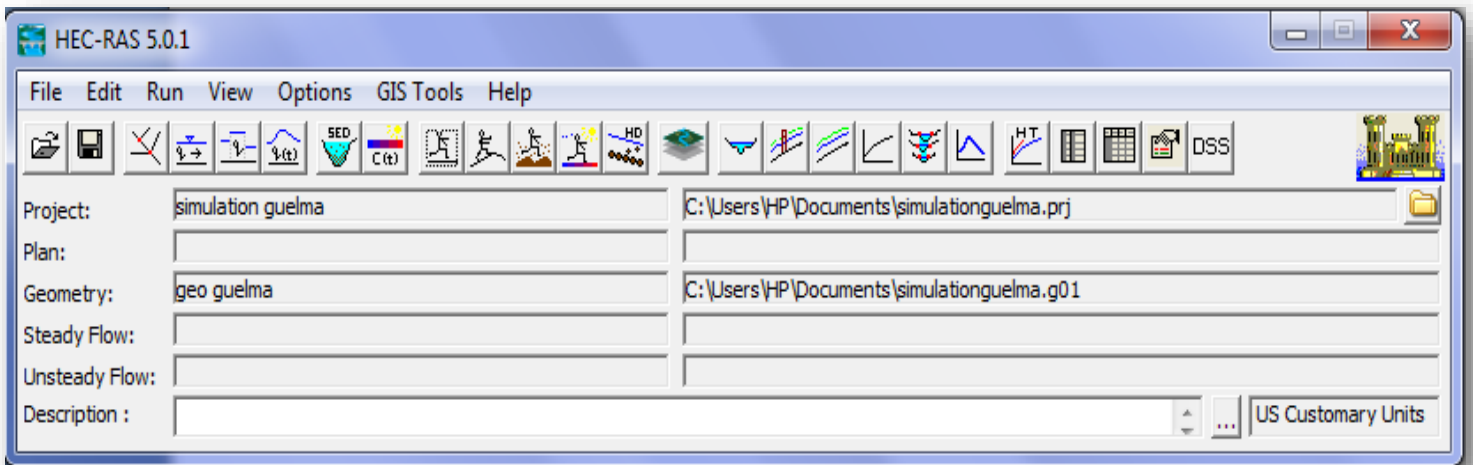 HEC-RAS 5.0.1
File Edit Run View Options GIS Tools Help
SED C(t) HD HT DSS
Project: simulation guelma C:\Users\HP\Documents\simulationguelma.prj
Plan:
Geometry: geo guelma C:\Users\HP\Documents\simulationguelma.g01
Steady Flow:
Unsteady Flow:
Description : ... US Customary Units